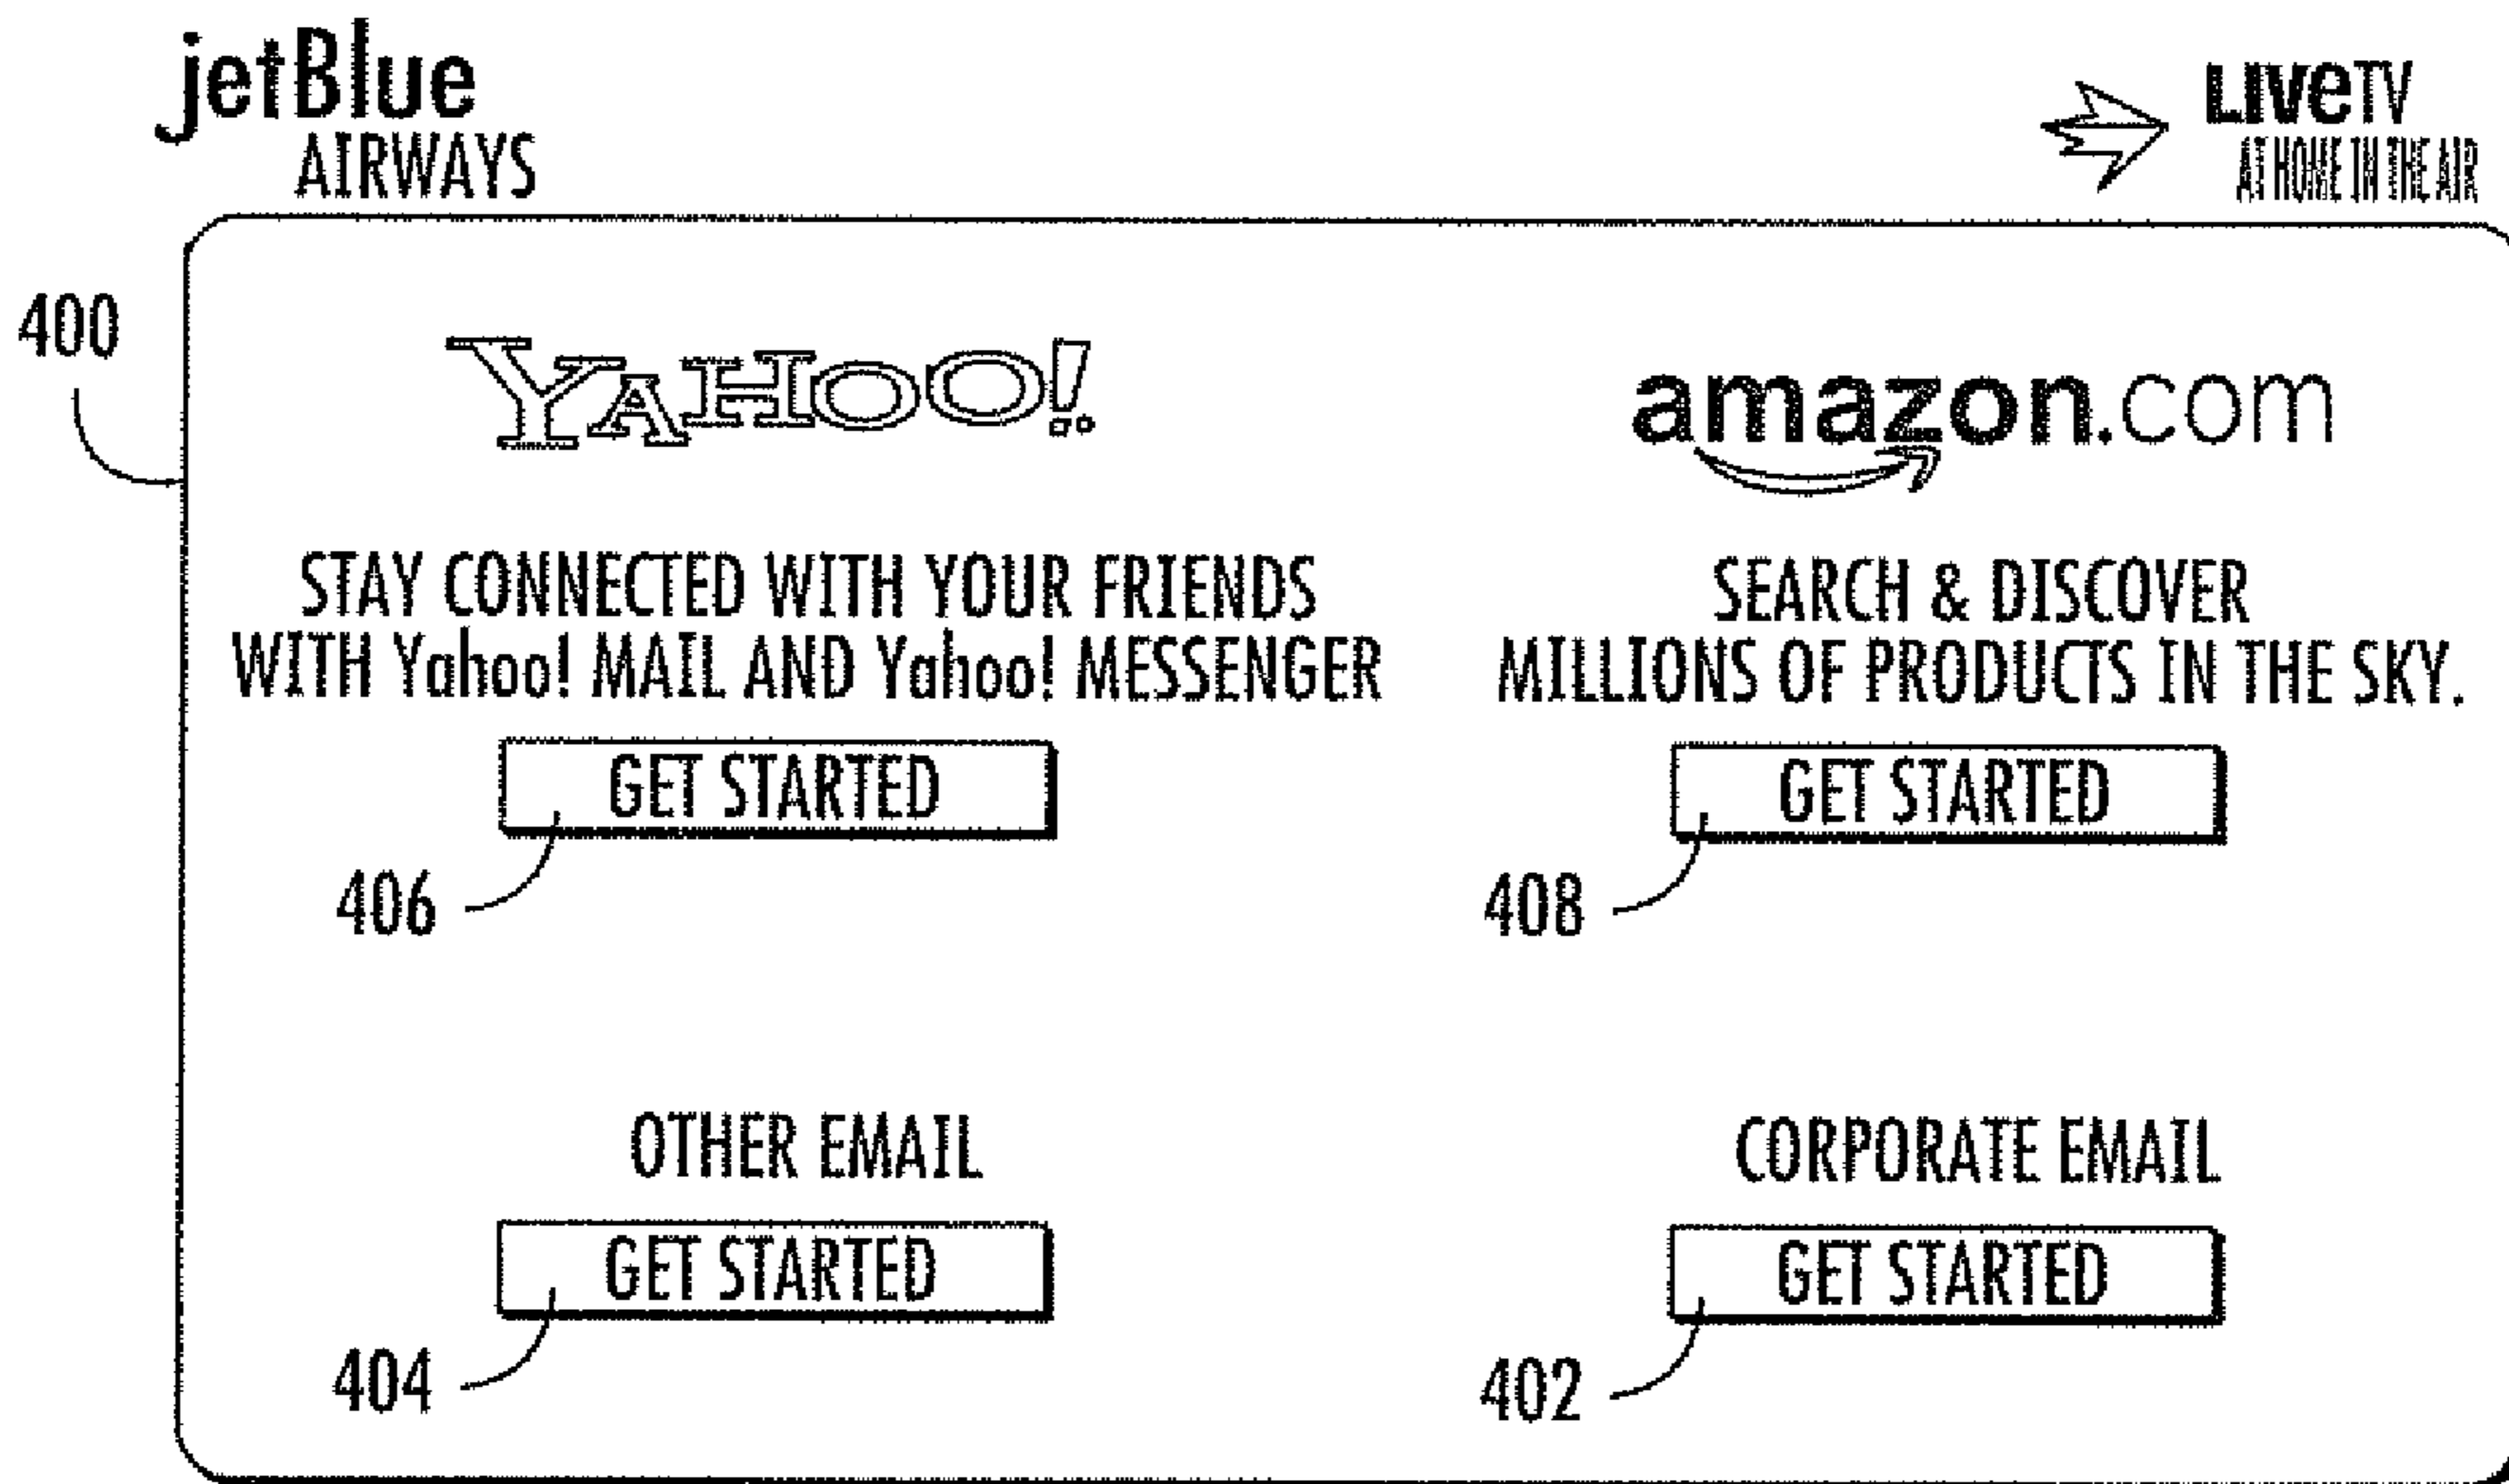 jetBlue
AIRWAYS
LIVETV
AT HOME IN THE AIR
400
YAHOO!
amazon.com
STAY CONNECTED WITH YOUR FRIENDS
WITH Yahoo! MAIL AND Yahoo! MESSENGER
SEARCH & DISCOVER
MILLIONS OF PRODUCTS IN THE SKY.
GET STARTED
GET STARTED
406
408
OTHER EMAIL
CORPORATE EMAIL
GET STARTED
GET STARTED
404
402